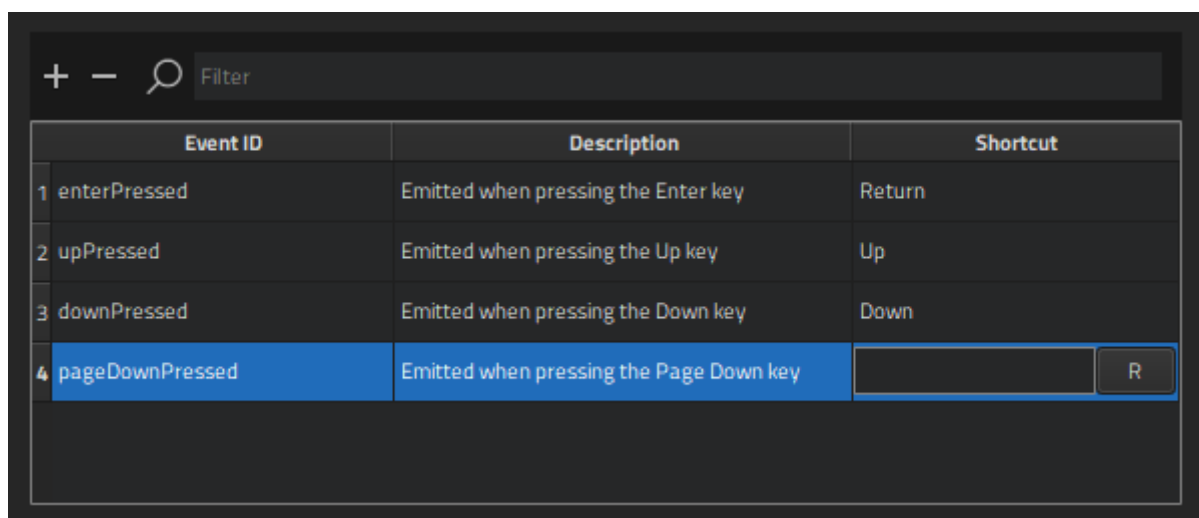 + − Filter
Event ID Description Shortcut
1 enterPressed Emitted when pressing the Enter key Return
2 upPressed Emitted when pressing the Up key Up
3 downPressed Emitted when pressing the Down key Down
4 pageDownPressed Emitted when pressing the Page Down key R